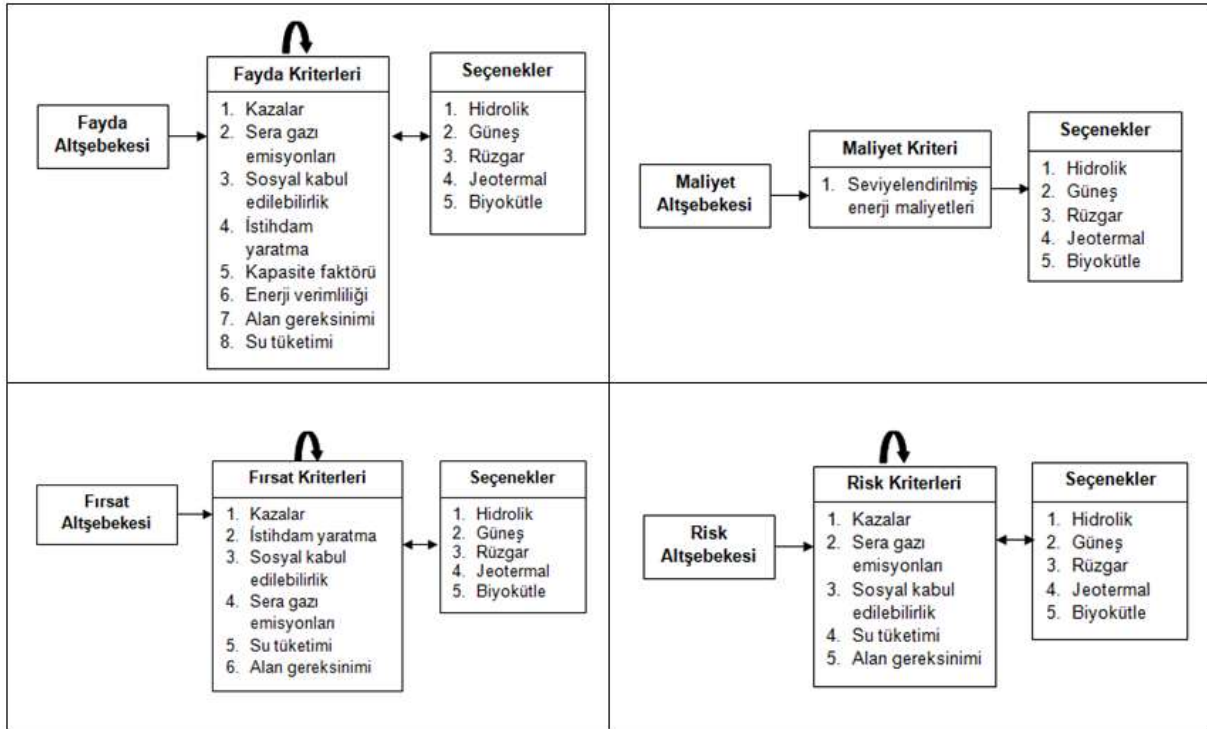 Fayda
Altşebekesi
Fayda Kriterleri
1. Kazalar
2. Sera gazı
emisyonları
3. Sosyal kabul
edilebilirlik
4. İstihdam
yaratma
5. Kapasite faktörü
6. Enerji verimliliği
7. Alan gereksinimi
8. Su tüketimi
Seçenekler
1. Hidrolik
2. Güneş
3. Rüzgar
4. Jeotermal
5. Biyokütle
Maliyet
Altşebekesi
Maliyet Kriteri
1. Seviyelendirilmiş
enerji maliyetleri
Seçenekler
1. Hidrolik
2. Güneş
3. Rüzgar
4. Jeotermal
5. Biyokütle
Fırsat
Altşebekesi
Fırsat Kriterleri
1. Kazalar
2. İstihdam yaratma
3. Sosyal kabul
edilebilirlik
4. Sera gazı
emisyonları
5. Su tüketimi
6. Alan gereksinimi
Seçenekler
1. Hidrolik
2. Güneş
3. Rüzgar
4. Jeotermal
5. Biyokütle
Risk
Altşebekesi
Risk Kriterleri
1. Kazalar
2. Sera gazı
emisyonları
3. Sosyal kabul
edilebilirlik
4. Su tüketimi
5. Alan gereksinimi
Seçenekler
1. Hidrolik
2. Güneş
3. Rüzgar
4. Jeotermal
5. Biyokütle